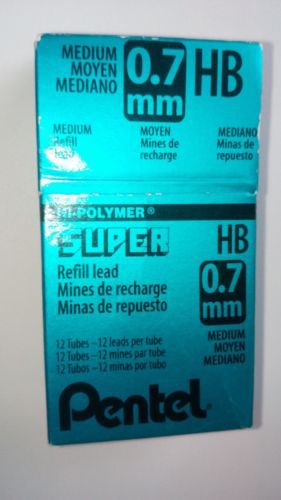 MEDIUM
MOYEN
MEDIANO
0.7
mm
HB
MEDIUM MOYEN MEDIANO
Refill Mines de Minas de
lead recharge repuesto
HI-POLYMER®
SUPER HB
Refill lead
Mines de recharge
Minas de repuesto
0.7
mm
MEDIUM
MOYEN
MEDIANO
12 Tubes – 12 leads per tube
12 Tubes – 12 mines par tube
12 Tubos – 12 minas por tubo
Pentel